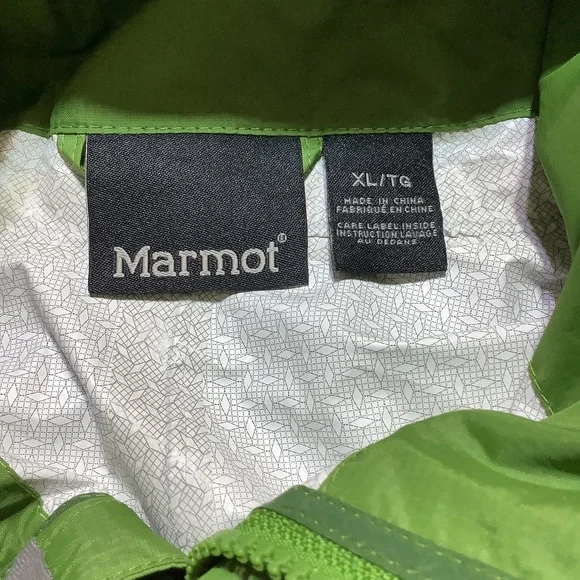 Marmot®
XL/TG
MADE IN CHINA
FABRIQUÉ EN CHINE
CARE LABEL INSIDE
INSTRUCTION LAVAGE
AU DEDANS